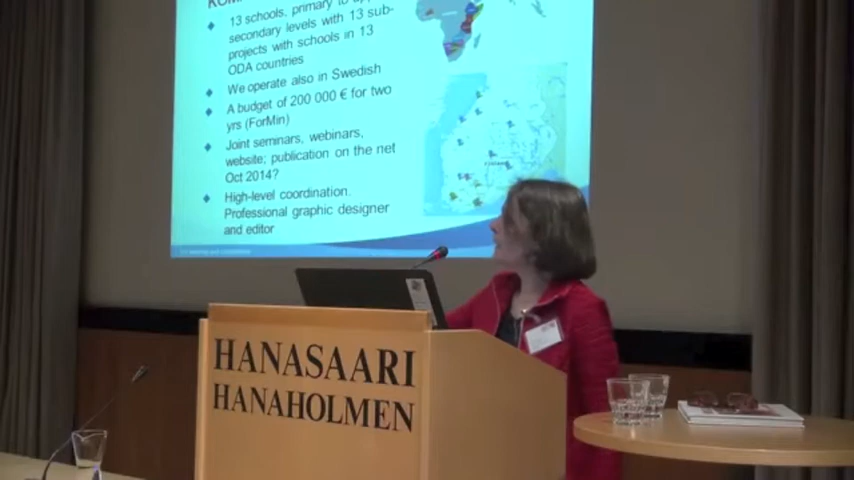 13 schools, primary to
secondary levels with 13 sub-
projects with schools in 13
ODA countries
We operate also in Swedish
A budget of 200 000 € for two
yrs (ForMin)
Joint seminars, webinars,
website; publication on the net
Oct 2014?
High-level coordination.
Professional graphic designer
and editor
HANASAARI
HANAHOLMEN